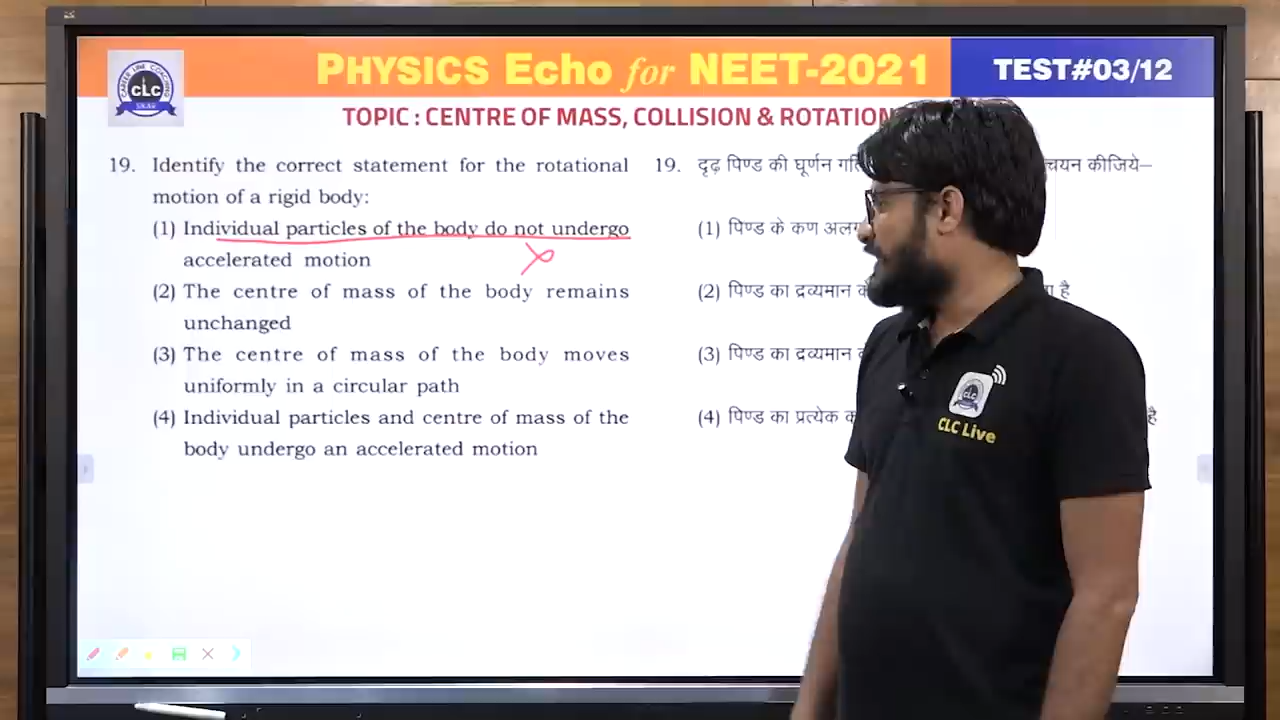 PHYSICS Echo for NEET-2021
TEST#03/12
CLC
TOPIC : CENTRE OF MASS, COLLISION & ROTATION
19. Identify the correct statement for the rotational
motion of a rigid body:
(1) Individual particles of the body do not undergo
accelerated motion
(2) The centre of mass of the body remains
unchanged
(3) The centre of mass of the body moves
uniformly in a circular path
(4) Individual particles and centre of mass of the
body undergo an accelerated motion
19. दृढ़ पिण्ड की घूर्णन चयन कीजिये–
(1) पिण्ड के कण
(2) पिण्ड का द्रव्यमान है
(3) पिण्ड का द्रव्यमान
(4) पिण्ड का प्रत्येक है
CLC Live